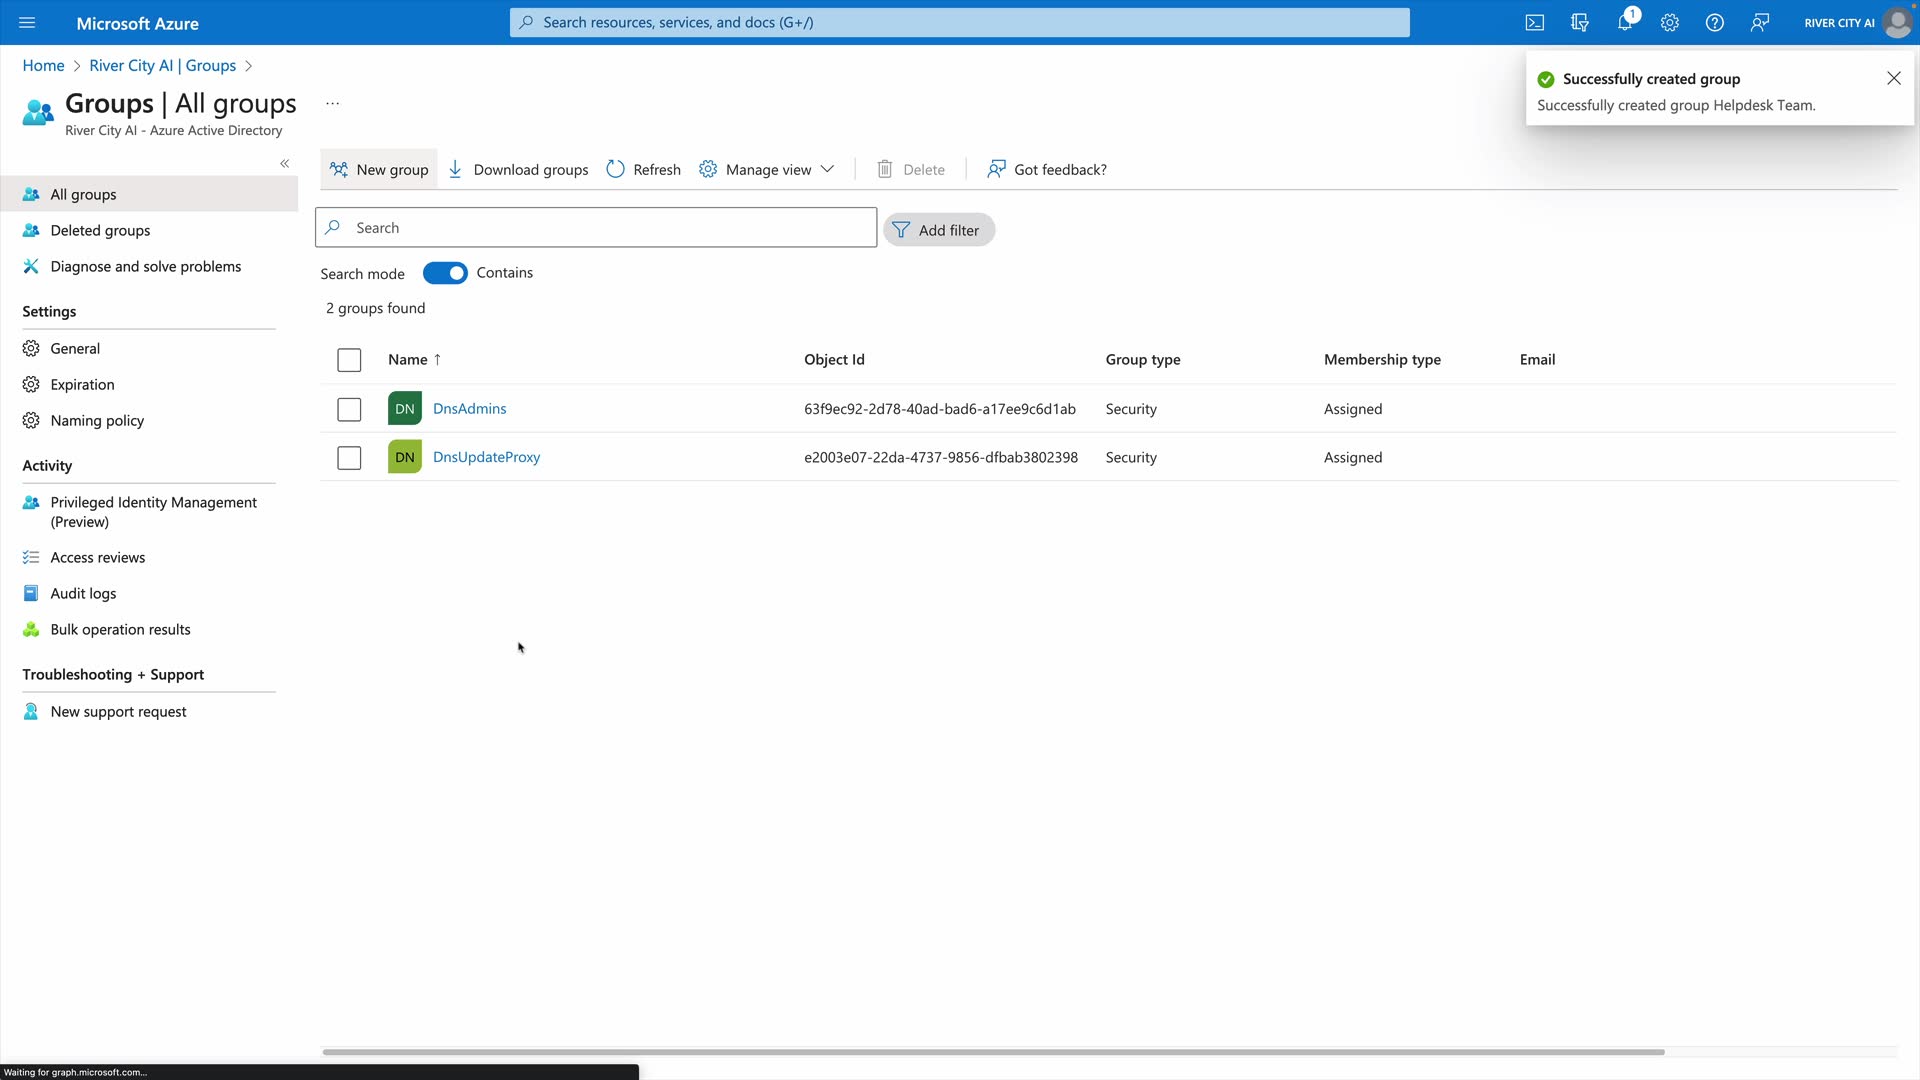 Microsoft Azure
Search resources, services, and docs (G+/)
1
RIVER CITY AI
Home > River City AI | Groups >
Successfully created group
Successfully created group Helpdesk Team.
Groups | All groups ...
River City AI - Azure Active Directory
«
New group
Download groups
Refresh
Manage view
Delete
Got feedback?
All groups
Deleted groups
Diagnose and solve problems
Settings
General
Expiration
Naming policy
Activity
Privileged Identity Management
(Preview)
Access reviews
Audit logs
Bulk operation results
Troubleshooting + Support
New support request
Search
Add filter
Search mode Contains
2 groups found
Name ↑ Object Id Group type Membership type Email
DN DnsAdmins 63f9ec92-2d78-40ad-bad6-a17ee9c6d1ab Security Assigned
DN DnsUpdateProxy e2003e07-22da-4737-9856-dfbab3802398 Security Assigned
Waiting for graph.microsoft.com...